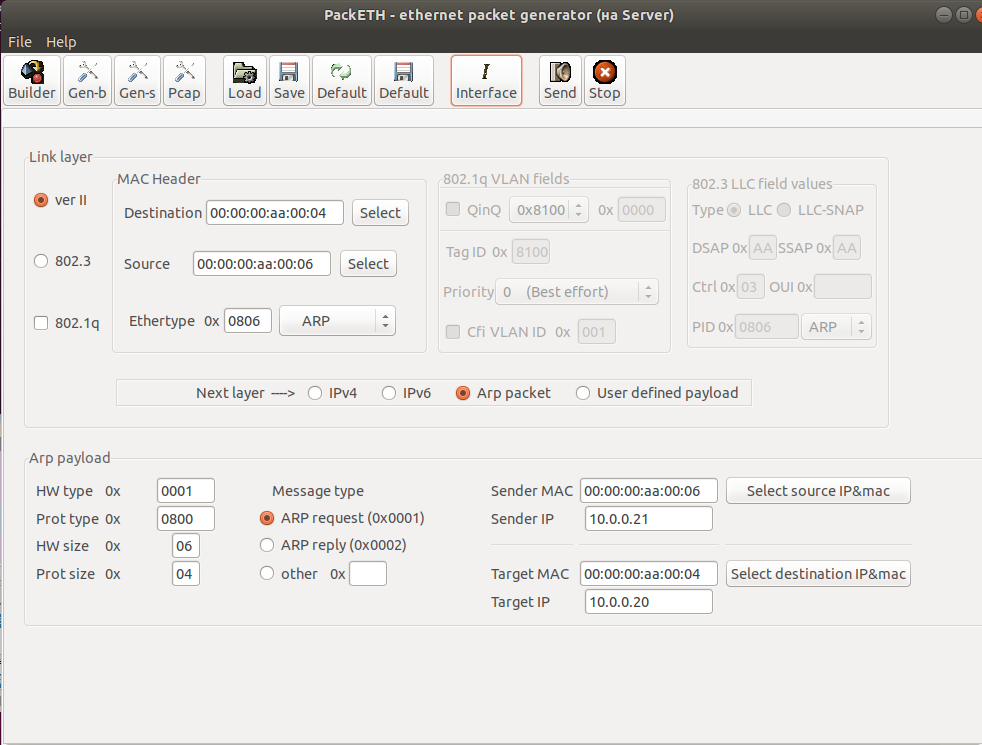 PackETH - ethernet packet generator (на Server)
File Help
Builder Gen-b Gen-s Pcap Load Save Default Default Interface Send Stop
Link layer
ver II
802.3
802.1q
MAC Header
Destination 00:00:00:aa:00:04 Select
Source 00:00:00:aa:00:06 Select
Ethertype 0x 0806 ARP
802.1q VLAN fields
QinQ 0x8100 0x 0000
Tag ID 0x 8100
Priority 0 (Best effort)
Cfi VLAN ID 0x 001
802.3 LLC field values
Type LLC LLC-SNAP
DSAP 0x AA SSAP 0x AA
Ctrl 0x 03 OUI 0x
PID 0x 0806 ARP
Next layer ----> IPv4 IPv6 Arp packet User defined payload
Arp payload
HW type 0x 0001
Prot type 0x 0800
HW size 0x 06
Prot size 0x 04
Message type
ARP request (0x0001)
ARP reply (0x0002)
other 0x
Sender MAC 00:00:00:aa:00:06 Select source IP&mac
Sender IP 10.0.0.21
Target MAC 00:00:00:aa:00:04 Select destination IP&mac
Target IP 10.0.0.20